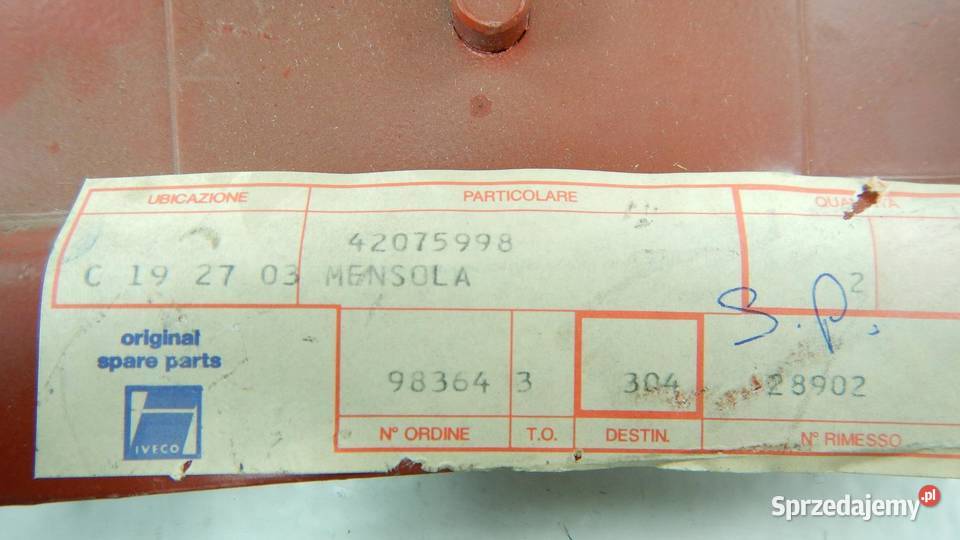 UBICAZIONE PARTICOLARE QUANTITA
42075998
C 19 27 03 MENSOLA 2
S.P.
original
spare parts
IVECO
98364 3 304 28902
N° ORDINE T.O. DESTIN. N° RIMESSO
Sprzedajemy.pl